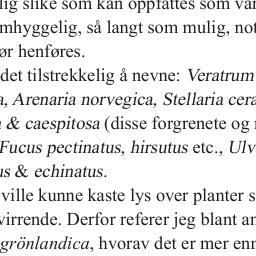 lig slike som kan oppfattes som var
mhyggelig, så langt som mulig, not
ør henføres.
det tilstrekkelig å nevne: Veratrum
, Arenaria norvegica, Stellaria cera
& caespitosa (disse forgrenete og
Fucus pectinatus, hirsutus etc., Ulv
us & echinatus.
ville kunne kaste lys over planter s
virrende. Derfor referer jeg blant an
grönlandica, hvorav det er mer enn